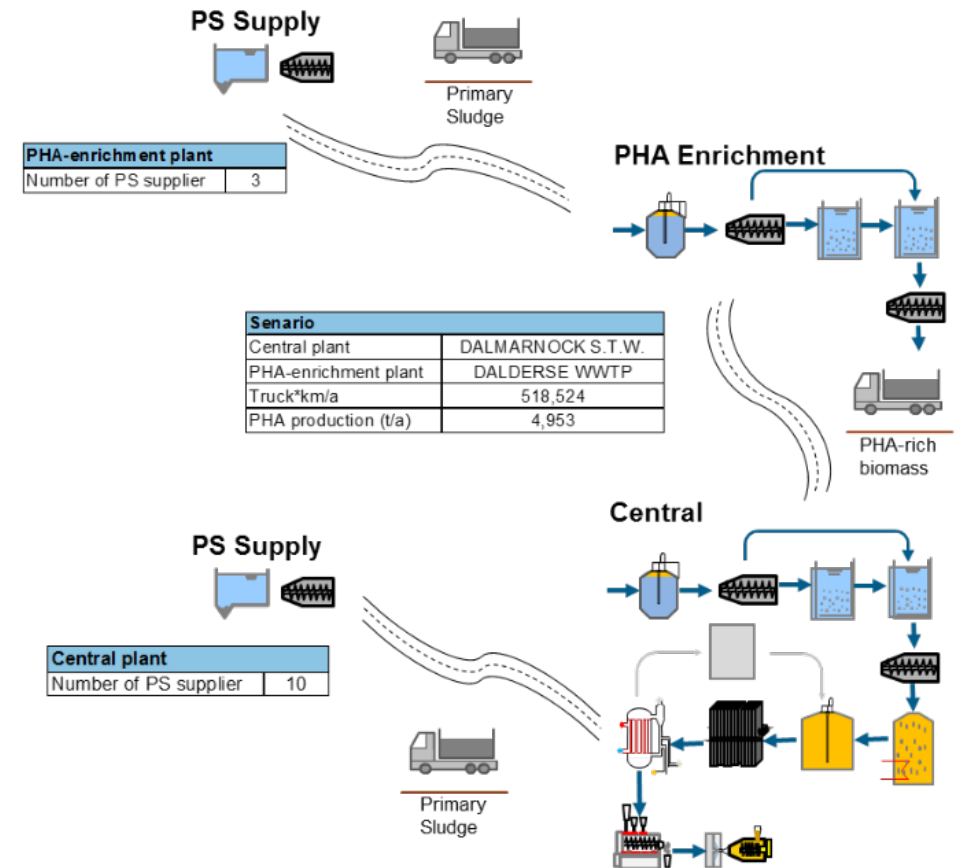 PS Supply
Primary
Sludge
PHA-enrichment plant
Number of PS supplier 3
PHA Enrichment
Senario
Central plant DALMARNOCK S.T.W.
PHA-enrichment plant DALDERSE WWTP
Truck*km/a 518,524
PHA production (t/a) 4,953
PHA-rich
biomass
Central
PS Supply
Central plant
Number of PS supplier 10
Primary
Sludge